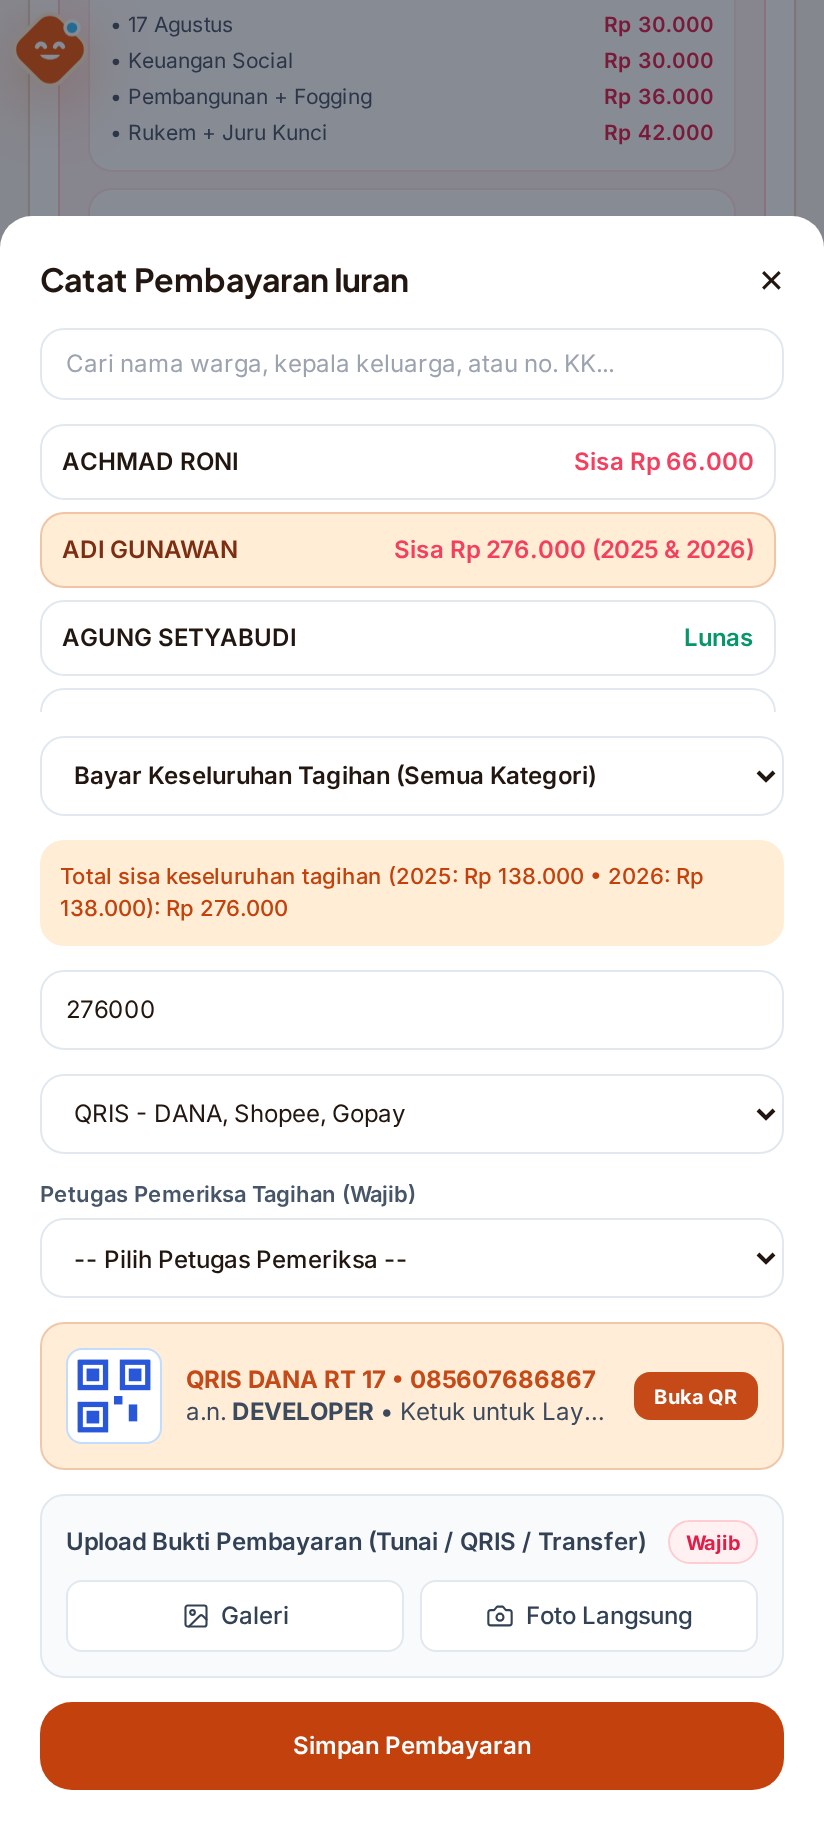 • 17 Agustus Rp 30.000
• Keuangan Social Rp 30.000
• Pembangunan + Fogging Rp 36.000
• Rukem + Juru Kunci Rp 42.000
Catat Pembayaran Iuran ✕
Cari nama warga, kepala keluarga, atau no. KK...
ACHMAD RONI Sisa Rp 66.000
ADI GUNAWAN Sisa Rp 276.000 (2025 & 2026)
AGUNG SETYABUDI Lunas
Bayar Keseluruhan Tagihan (Semua Kategori)
Total sisa keseluruhan tagihan (2025: Rp 138.000 • 2026: Rp
138.000): Rp 276.000
276000
QRIS - DANA, Shopee, Gopay
Petugas Pemeriksa Tagihan (Wajib)
-- Pilih Petugas Pemeriksa --
QRIS DANA RT 17 • 085607686867
a.n. DEVELOPER • Ketuk untuk Lay...
Buka QR
Upload Bukti Pembayaran (Tunai / QRIS / Transfer) Wajib
Galeri Foto Langsung
Simpan Pembayaran